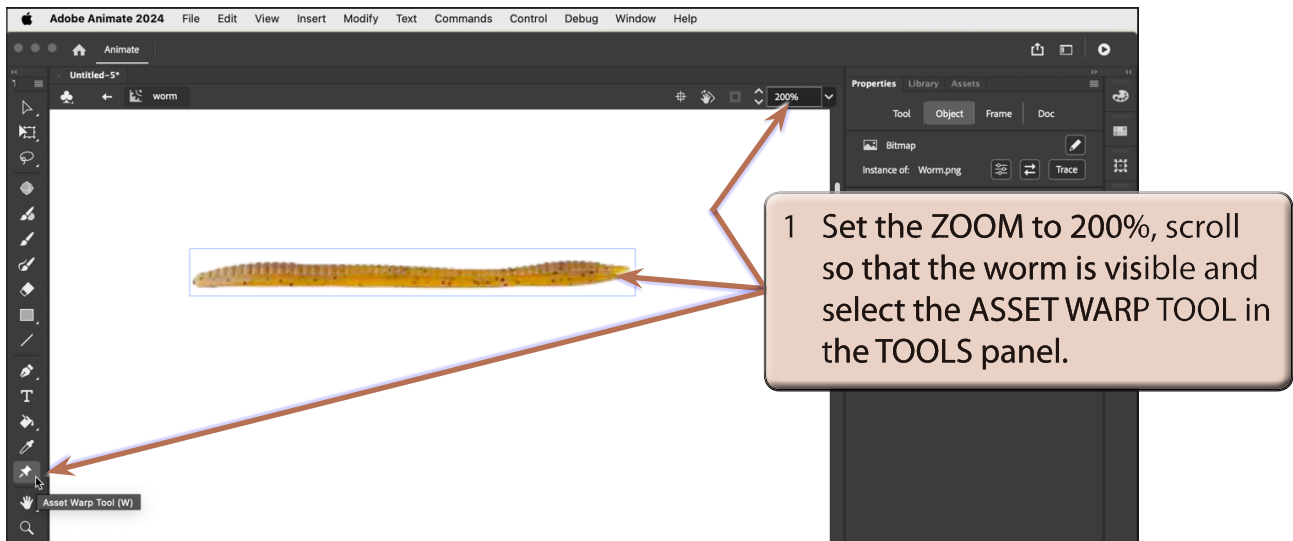 Adobe Animate 2024 File Edit View Insert Modify Text Commands Control Debug Window Help
Animate
Untitled-5*
worm 200%
Properties Library Assets
Tool Object Frame Doc
Bitmap
Instance of: Worm.png Trace
1 Set the ZOOM to 200%, scroll
so that the worm is visible and
select the ASSET WARP TOOL in
the TOOLS panel.
Asset Warp Tool (W)